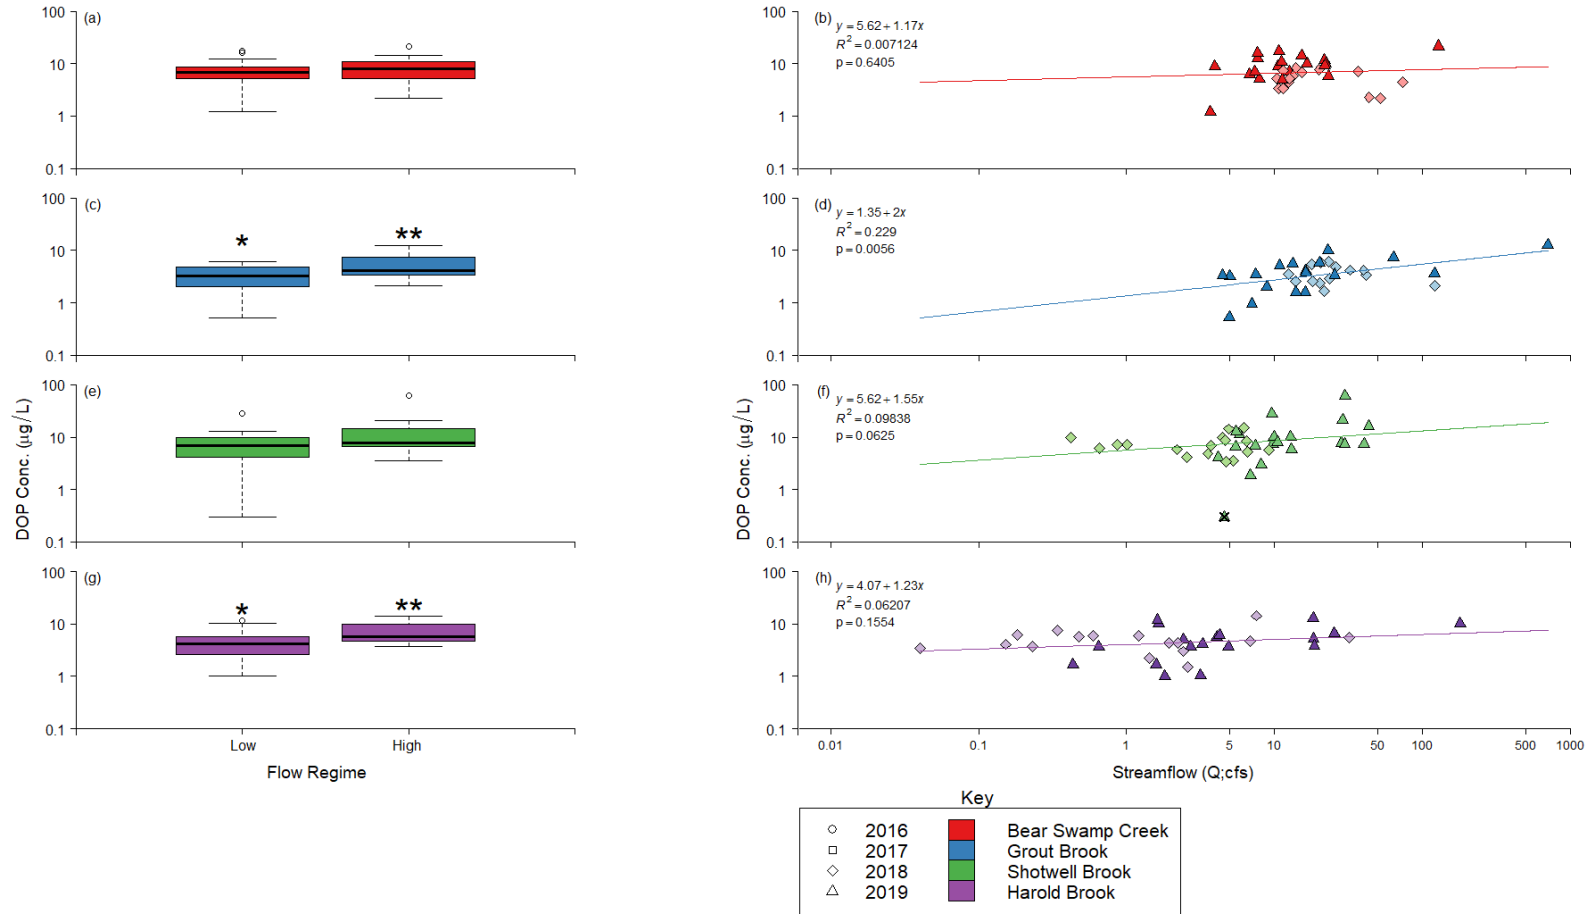 (a)
100
10
1
0.1
(b)
y = 5.62 + 1.17x
R² = 0.007124
p = 0.6405
100
10
1
0.1
(c)
100
10
1
0.1
*
**
(d)
y = 1.35 + 2x
R² = 0.229
p = 0.0056
100
10
1
0.1
(e)
100
10
1
0.1
DOP Conc. (µg/L)
(f)
y = 5.62 + 1.55x
R² = 0.09838
p = 0.0625
100
10
1
0.1
DOP Conc. (µg/L)
(g)
100
10
1
0.1
*
**
Low
High
Flow Regime
(h)
y = 4.07 + 1.23x
R² = 0.06207
p = 0.1554
100
10
1
0.1
0.01
0.1
1
5
10
50
100
500
1000
Streamflow (Q;cfs)
Key
2016
Bear Swamp Creek
2017
Grout Brook
2018
Shotwell Brook
2019
Harold Brook